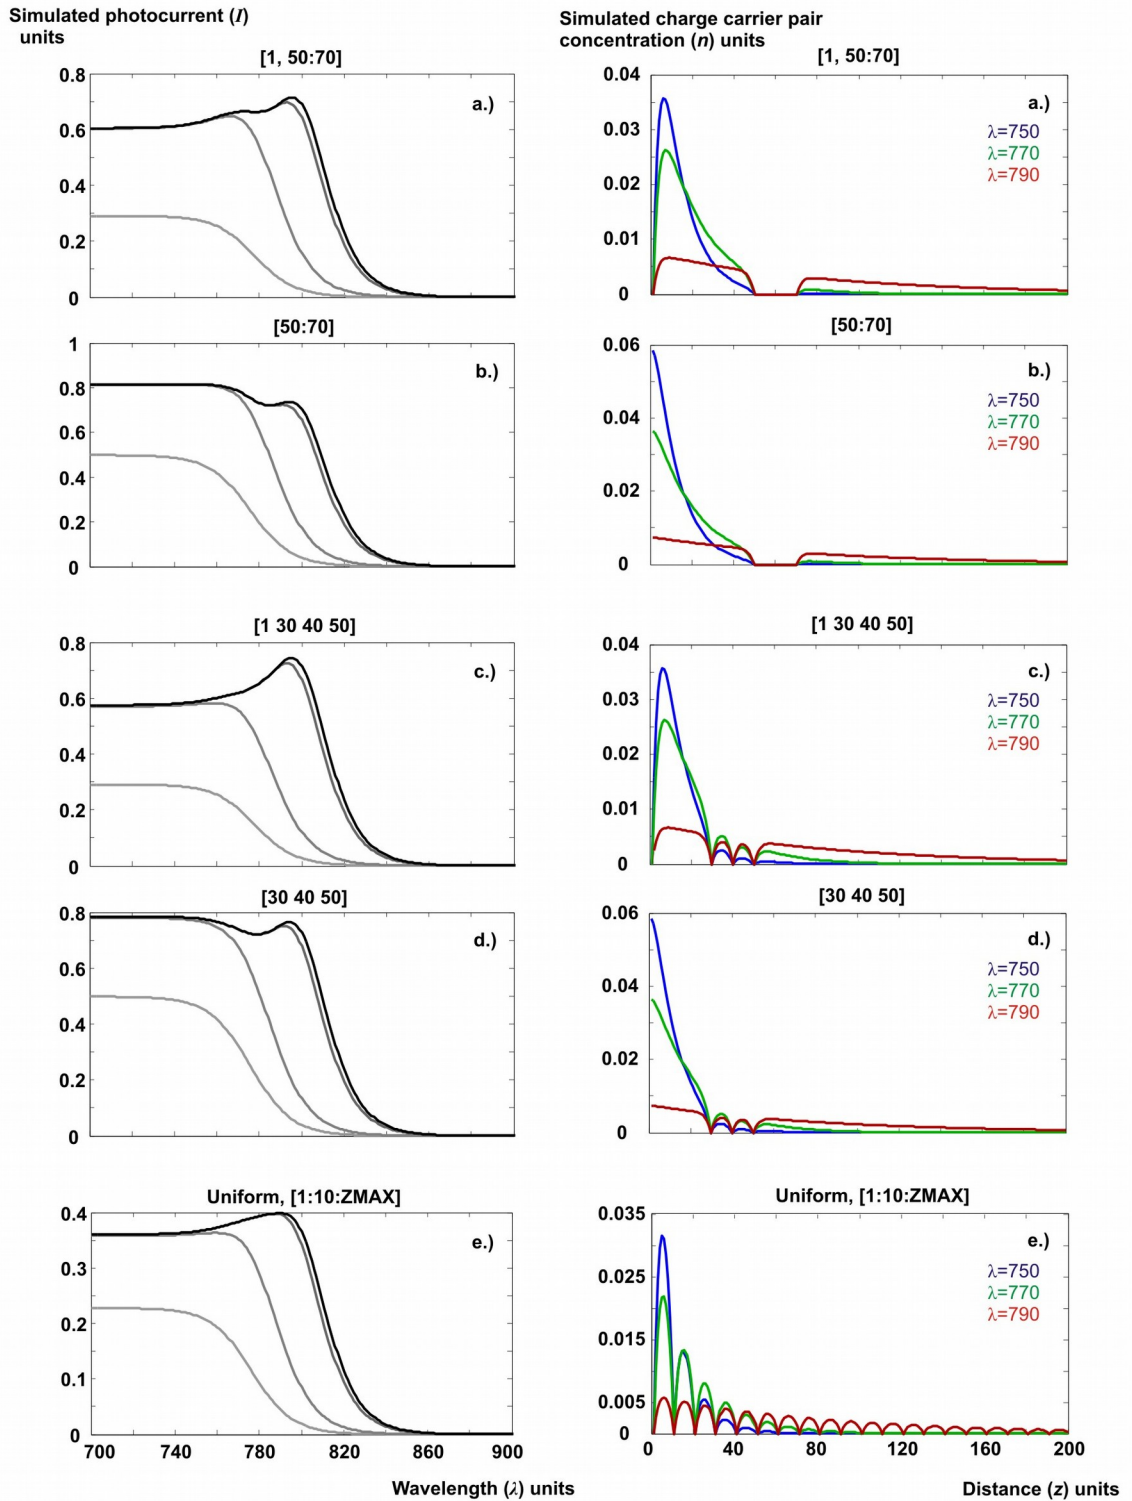 Simulated photocurrent (I)
units
[1, 50:70]
0.8
0.6
0.4
0.2
0
a.)
[50:70]
1
0.8
0.6
0.4
0.2
0
b.)
[1 30 40 50]
0.8
0.6
0.4
0.2
0
c.)
[30 40 50]
0.8
0.6
0.4
0.2
0
d.)
Uniform, [1:10:ZMAX]
0.4
0.3
0.2
0.1
0
e.)
700 740 780 820 860 900
Wavelength (λ) units
Simulated charge carrier pair
concentration (n) units
[1, 50:70]
0.04
0.03
0.02
0.01
0
a.)
λ=750
λ=770
λ=790
[50:70]
0.06
0.04
0.02
0
b.)
λ=750
λ=770
λ=790
[1 30 40 50]
0.04
0.03
0.02
0.01
0
c.)
λ=750
λ=770
λ=790
[30 40 50]
0.06
0.04
0.02
0
d.)
λ=750
λ=770
λ=790
Uniform, [1:10:ZMAX]
0.035
0.025
0.015
0.005
0
e.)
λ=750
λ=770
λ=790
0 40 80 120 160 200
Distance (z) units